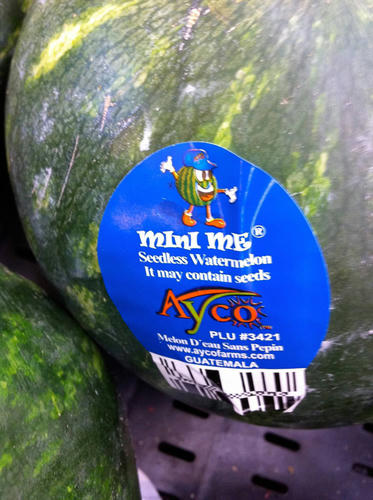 MINI ME®
Seedless Watermelon
It may contain seeds
AYCO
PLU #3421
Melon D'eau Sans Pepin
www.aycofarms.com
GUATEMALA